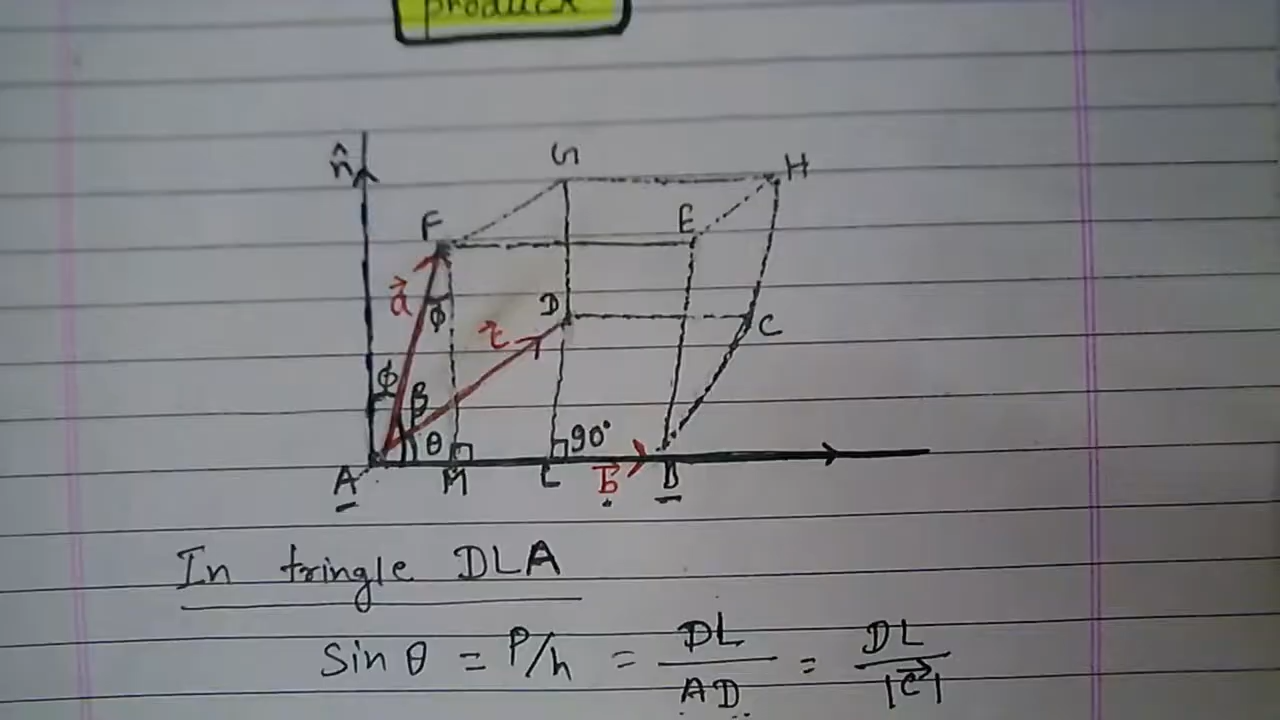 product
n̂ G H
F E
a⃗ ϕ D c⃗ C
ϕ β
θ 90°
A M L b⃗ B
In tringle DLA
Sin θ = P/h = DL/AD = DL/|c⃗|